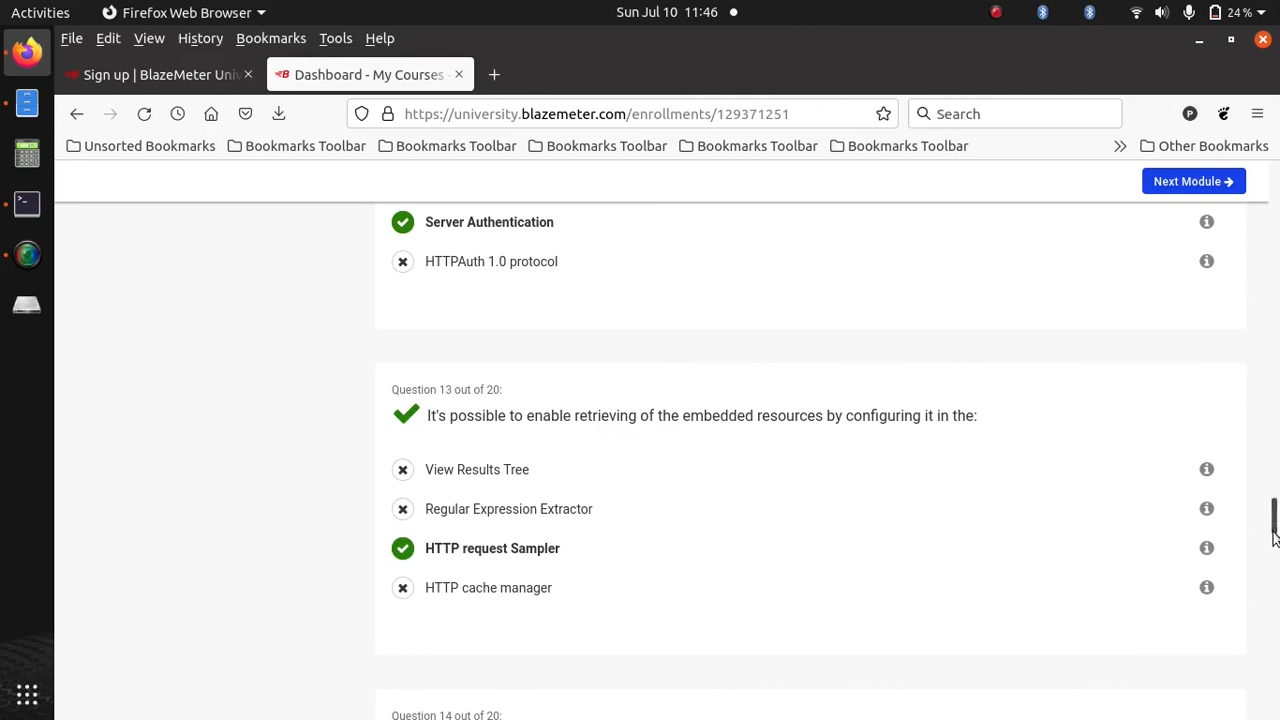 Activities
Firefox Web Browser
Sun Jul 10 11:46
24 %
File Edit View History Bookmarks Tools Help
Sign up | BlazeMeter Univ
Dashboard - My Courses -
https://university.blazemeter.com/enrollments/129371251
Search
P
Unsorted Bookmarks Bookmarks Toolbar Bookmarks Toolbar Bookmarks Toolbar Bookmarks Toolbar Bookmarks Toolbar Other Bookmarks
Next Module
Server Authentication
HTTPAuth 1.0 protocol
Question 13 out of 20:
It's possible to enable retrieving of the embedded resources by configuring it in the:
View Results Tree
Regular Expression Extractor
HTTP request Sampler
HTTP cache manager
Question 14 out of 20: